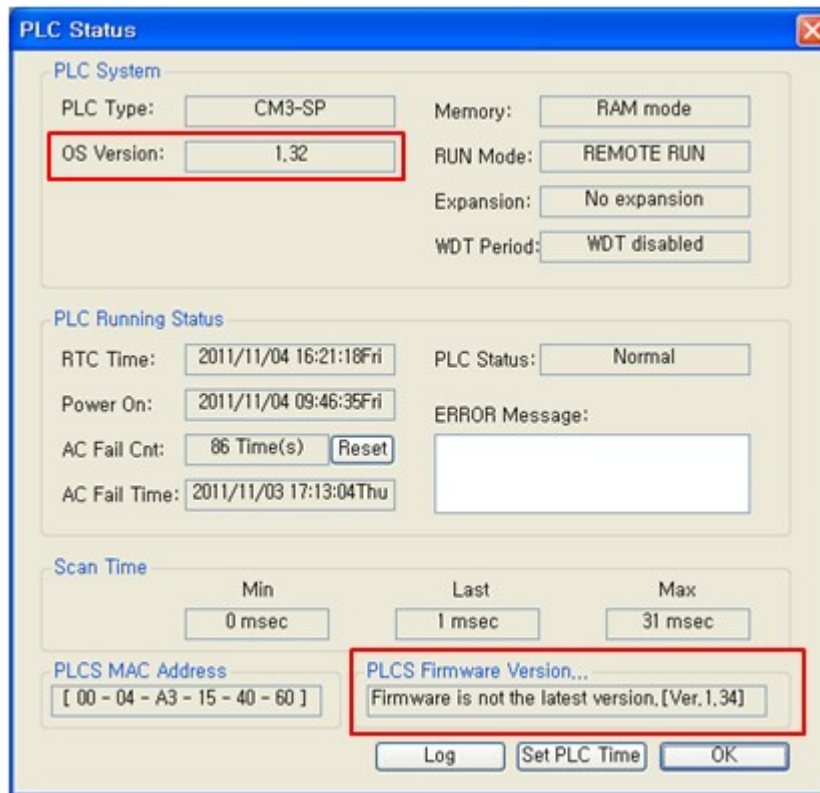 PLC Status
PLC System
PLC Type: CM3-SP
Memory: RAM mode
OS Version: 1,32
RUN Mode: REMOTE RUN
Expansion: No expansion
WDT Period: WDT disabled
PLC Running Status
RTC Time: 2011/11/04 16:21:18Fri
PLC Status: Normal
Power On: 2011/11/04 09:46:35Fri
ERROR Message:
AC Fail Cnt: 86 Time(s) Reset
AC Fail Time: 2011/11/03 17:13:04Thu
Scan Time
Min Last Max
0 msec 1 msec 31 msec
PLCS MAC Address
[ 00 - 04 - A3 - 15 - 40 - 60 ]
PLCS Firmware Version...
Firmware is not the latest version,[Ver,1,34]
Log Set PLC Time OK